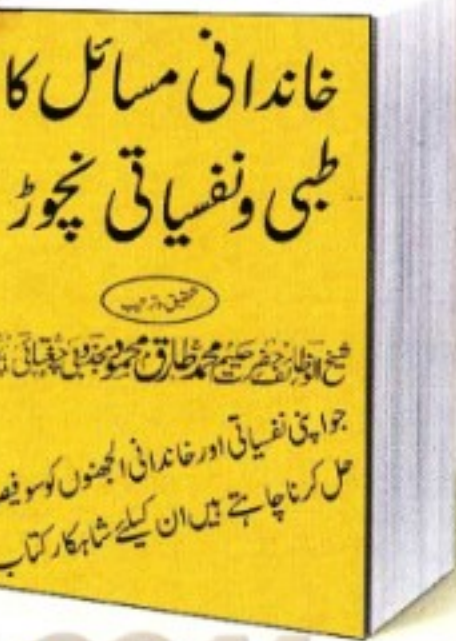 خاندانی مسائل کا
طبی و نفسیاتی نچوڑ
تحقیق و ترتیب
شیخ الوظائف حضرت حکیم محمد طارق محمود مجذوبی چغتائی
جو اپنی نفسیاتی اور خاندانی الجھنوں کو سو فیصد
حل کرنا چاہتے ہیں ان کیلئے شاہکار کتاب